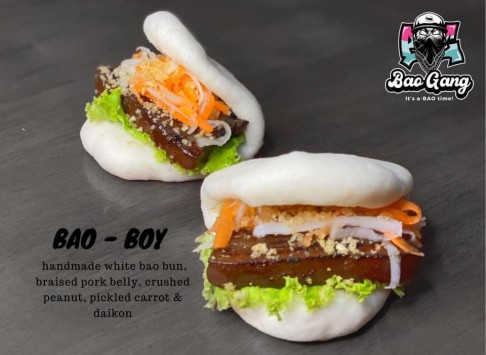 Bao Gang
It's a-BAO time!
BAO - BOY
handmade white bao bun,
braised pork belly, crushed
peanut, pickled carrot &
daikon